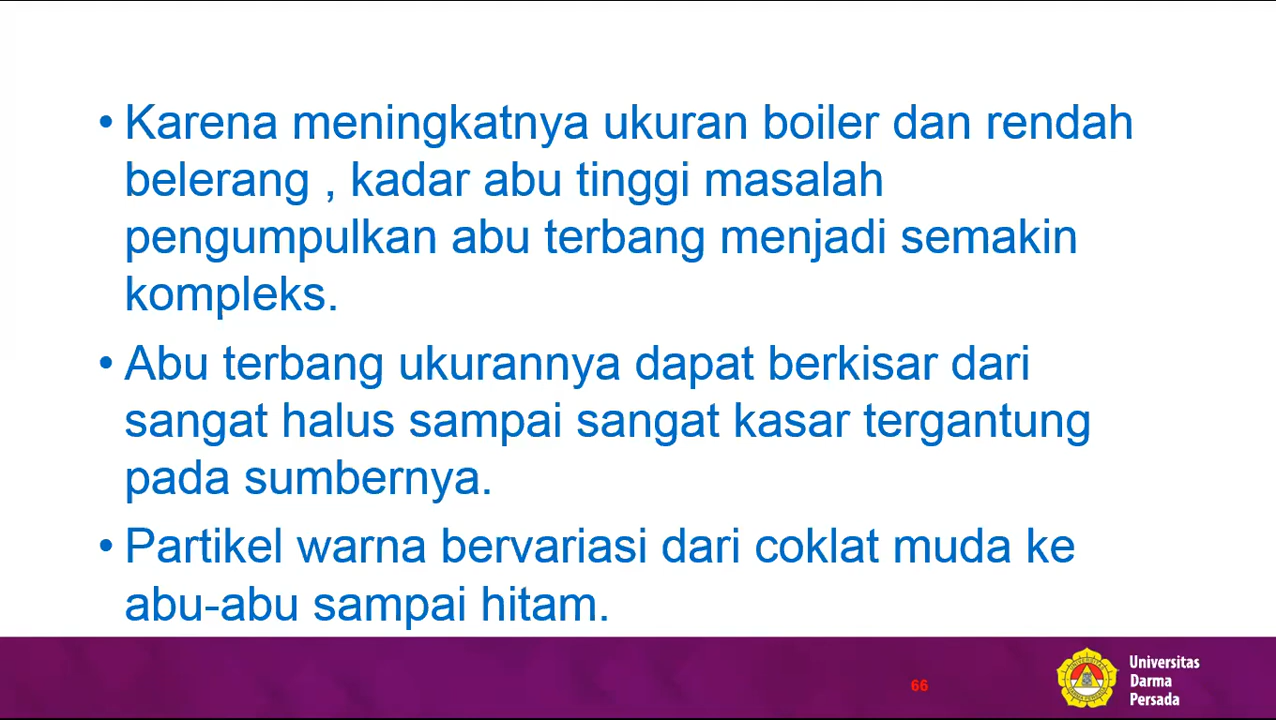 • Karena meningkatnya ukuran boiler dan rendah
belerang , kadar abu tinggi masalah
pengumpulkan abu terbang menjadi semakin
kompleks.
• Abu terbang ukurannya dapat berkisar dari
sangat halus sampai sangat kasar tergantung
pada sumbernya.
• Partikel warna bervariasi dari coklat muda ke
abu-abu sampai hitam.
66
Universitas
Darma
Persada